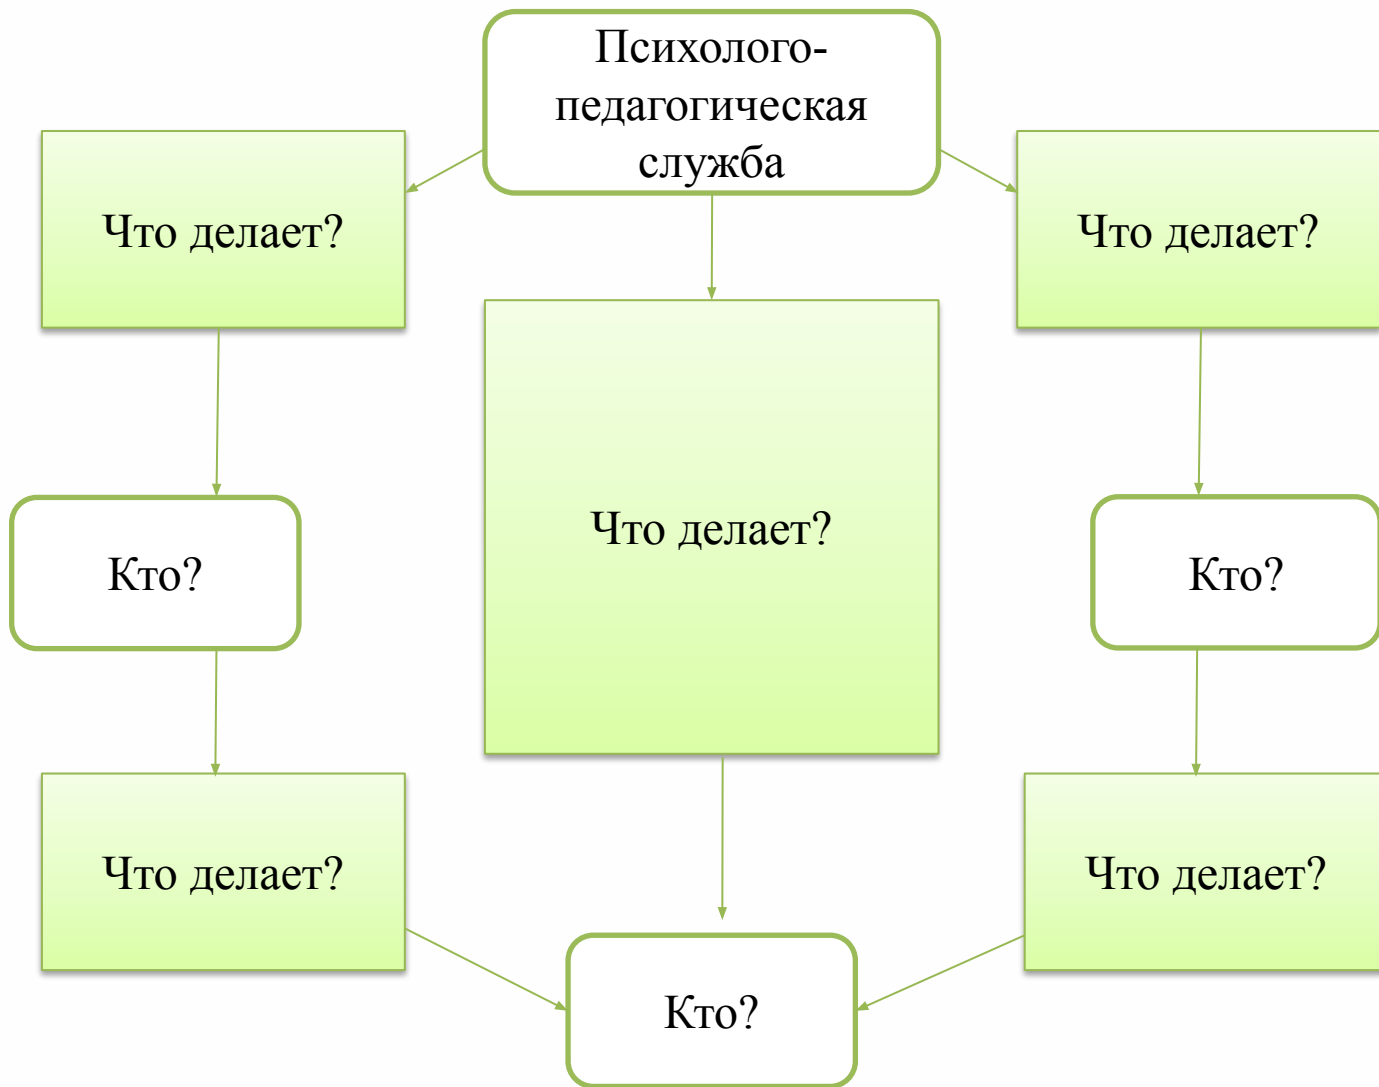 Психолого-
педагогическая
служба
Что делает?
Что делает?
Что делает?
Кто?
Кто?
Что делает?
Что делает?
Кто?